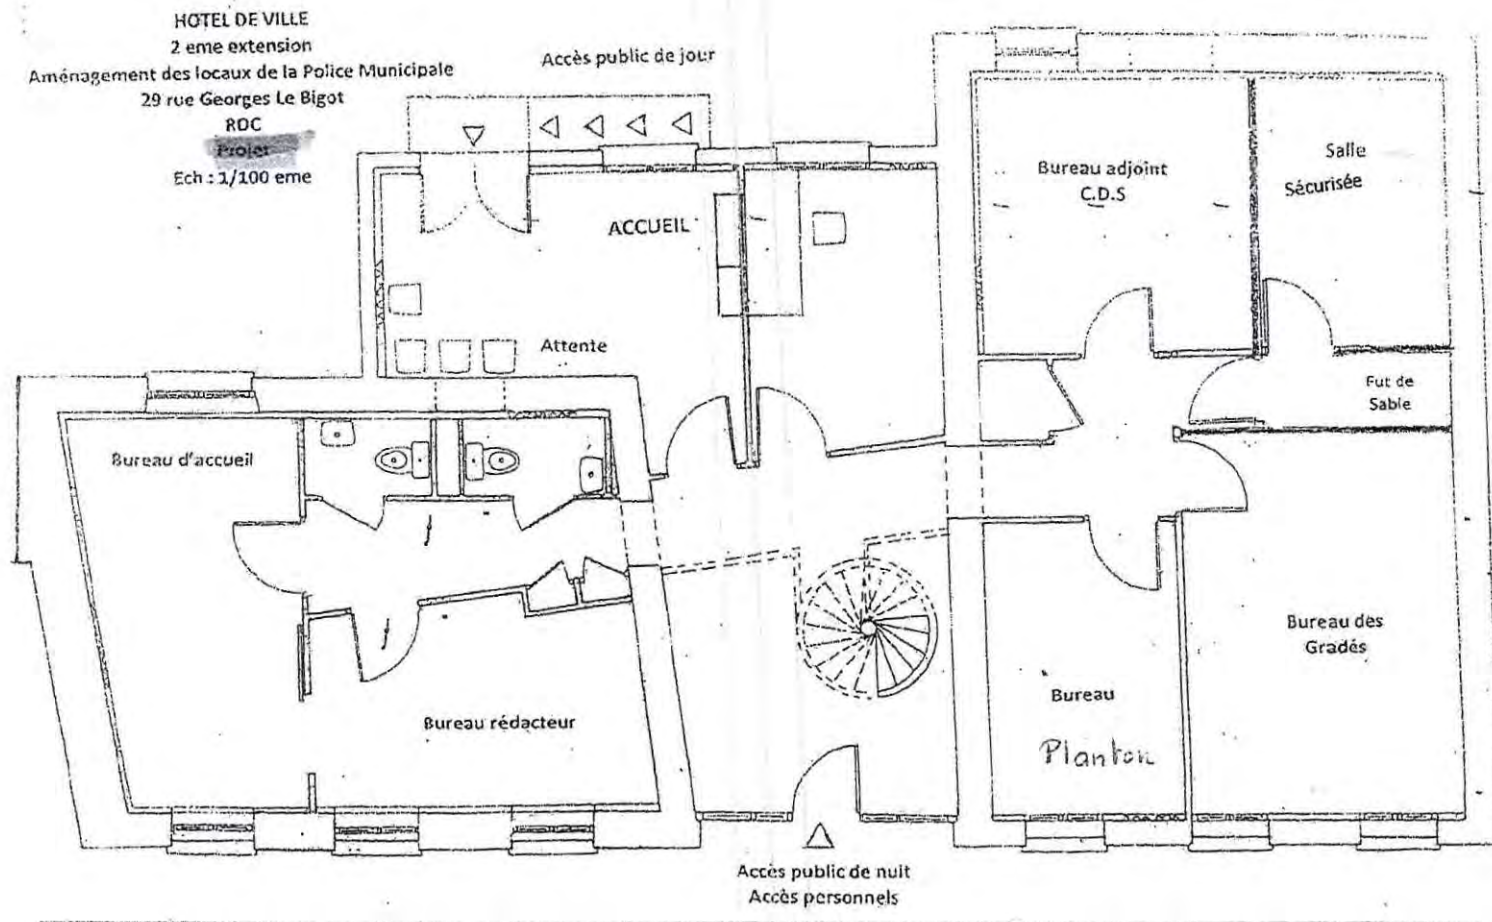 HOTEL DE VILLE
2 eme extension
Aménagement des locaux de la Police Municipale
29 rue Georges Le Bigot
RDC
Projet
Ech : 1/100 eme
Accès public de jour
ACCUEIL
Attente
Bureau adjoint
C.D.S
Salle
Sécurisée
Fut de
Sable
Bureau d'accueil
Bureau rédacteur
Bureau
Planton
Bureau des
Gradés
Accès public de nuit
Accès personnels